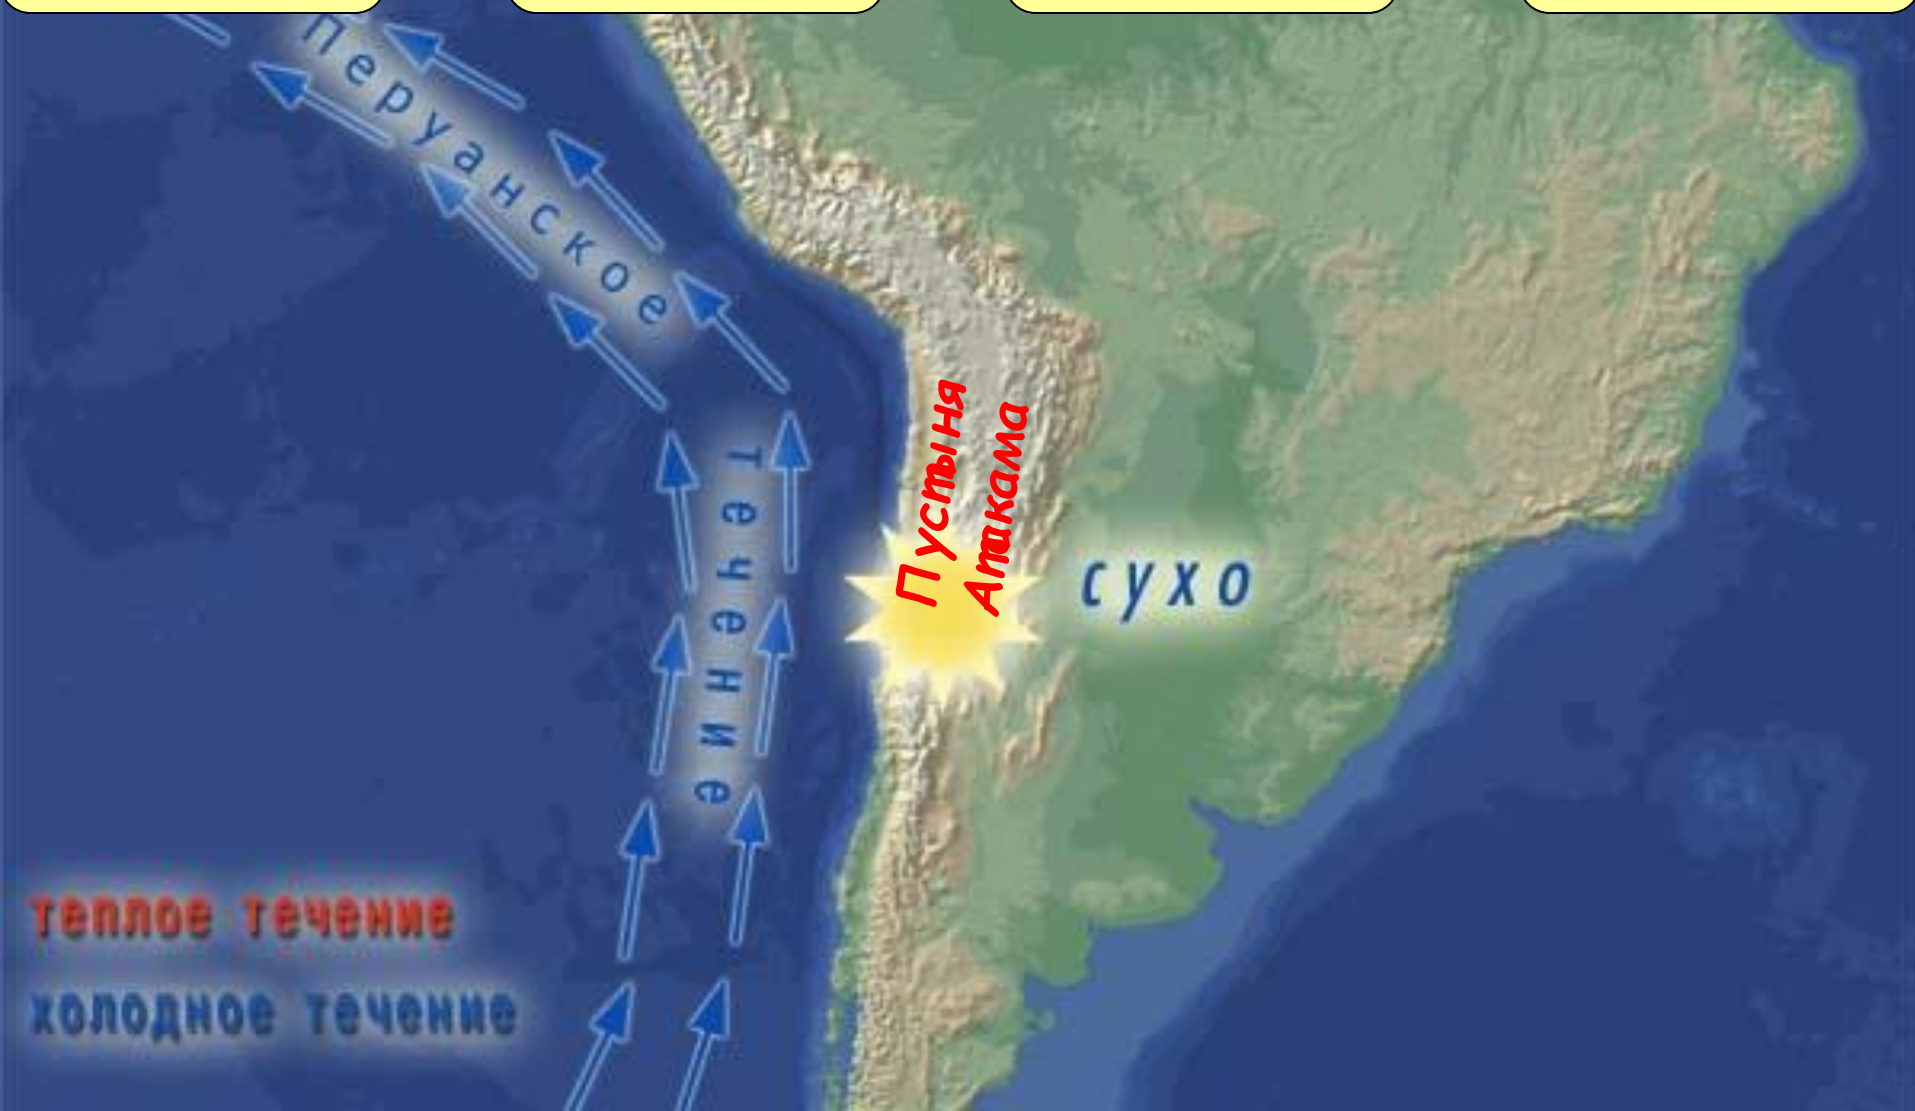 Перуанское
течение
Пустыня
Атакама
сухо
теплое течение
холодное течение